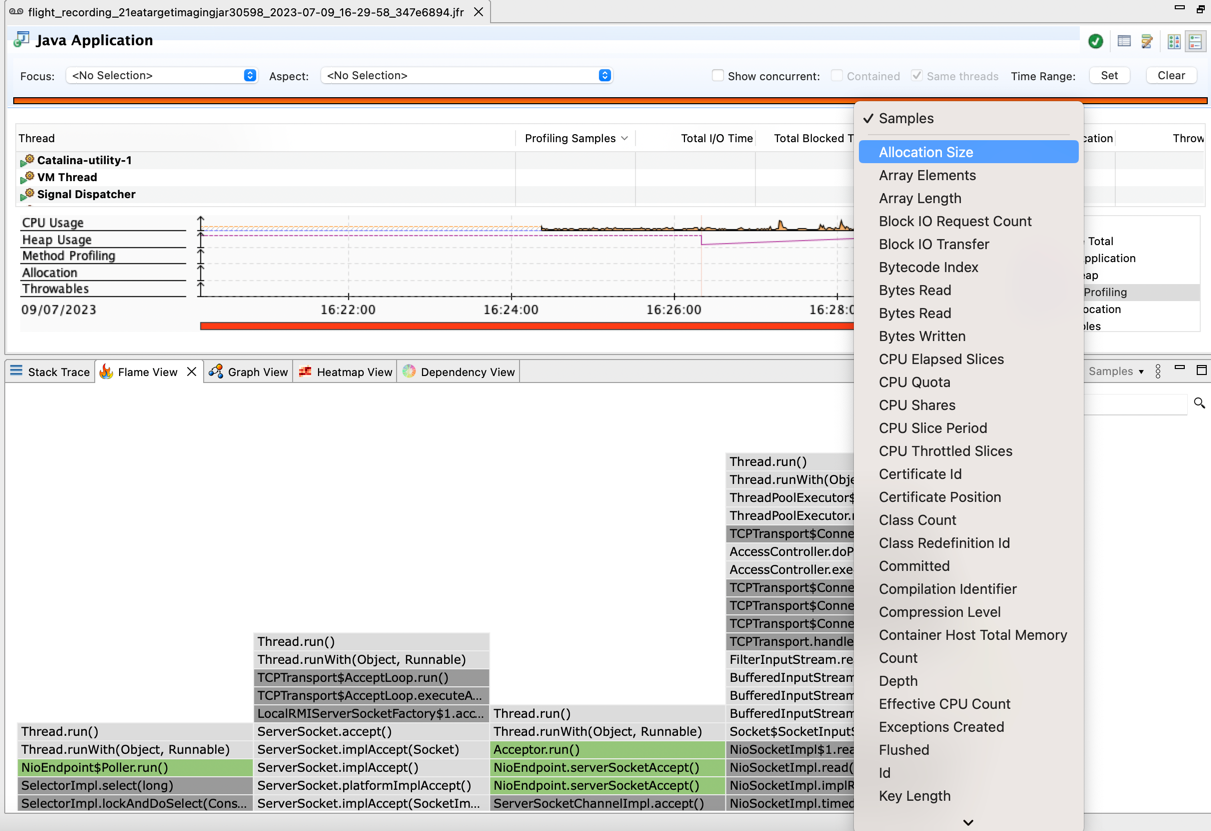 flight_recording_21eatargetimagingjar30598_2023-07-09_16-29-58_347e6894.jfr
Java Application
Focus: <No Selection> Aspect: <No Selection> Show concurrent: Contained Same threads Time Range: Set Clear
Thread Profiling Samples Total I/O Time Total Blocked T cation Throw
Catalina-utility-1
VM Thread
Signal Dispatcher
CPU Usage
Heap Usage
Method Profiling
Allocation
Throwables
09/07/2023 16:22:00 16:24:00 16:26:00 16:28:0
Total
pplication
ap
Profiling
ocation
les
Stack Trace Flame View Graph View Heatmap View Dependency View Samples
Thread.run()
Thread.runWith(Obje
ThreadPoolExecutor$
ThreadPoolExecutor.r
TCPTransport$Conne
AccessController.doP
AccessController.exe
TCPTransport$Conne
TCPTransport$Conne
TCPTransport$Conne
TCPTransport.handle
FilterInputStream.re
BufferedInputStream
BufferedInputStream
BufferedInputStream
Socket$SocketInputS
NioSocketImpl$1.rea
NioSocketImpl.read(
NioSocketImpl.implR
NioSocketImpl.timed
Thread.run()
Thread.runWith(Object, Runnable)
TCPTransport$AcceptLoop.run()
TCPTransport$AcceptLoop.executeA...
LocalRMIServerSocketFactory$1.acc...
ServerSocket.accept()
ServerSocket.implAccept(Socket)
ServerSocket.implAccept()
ServerSocket.platformImplAccept()
ServerSocket.implAccept(SocketIm...
Thread.run()
Thread.runWith(Object, Runnable)
Acceptor.run()
NioEndpoint.serverSocketAccept()
NioEndpoint.serverSocketAccept()
ServerSocketChannelImpl.accept()
Thread.run()
Thread.runWith(Object, Runnable)
NioEndpoint$Poller.run()
SelectorImpl.select(long)
SelectorImpl.lockAndDoSelect(Cons...
Samples
Allocation Size
Array Elements
Array Length
Block IO Request Count
Block IO Transfer
Bytecode Index
Bytes Read
Bytes Read
Bytes Written
CPU Elapsed Slices
CPU Quota
CPU Shares
CPU Slice Period
CPU Throttled Slices
Certificate Id
Certificate Position
Class Count
Class Redefinition Id
Committed
Compilation Identifier
Compression Level
Container Host Total Memory
Count
Depth
Effective CPU Count
Exceptions Created
Flushed
Id
Key Length